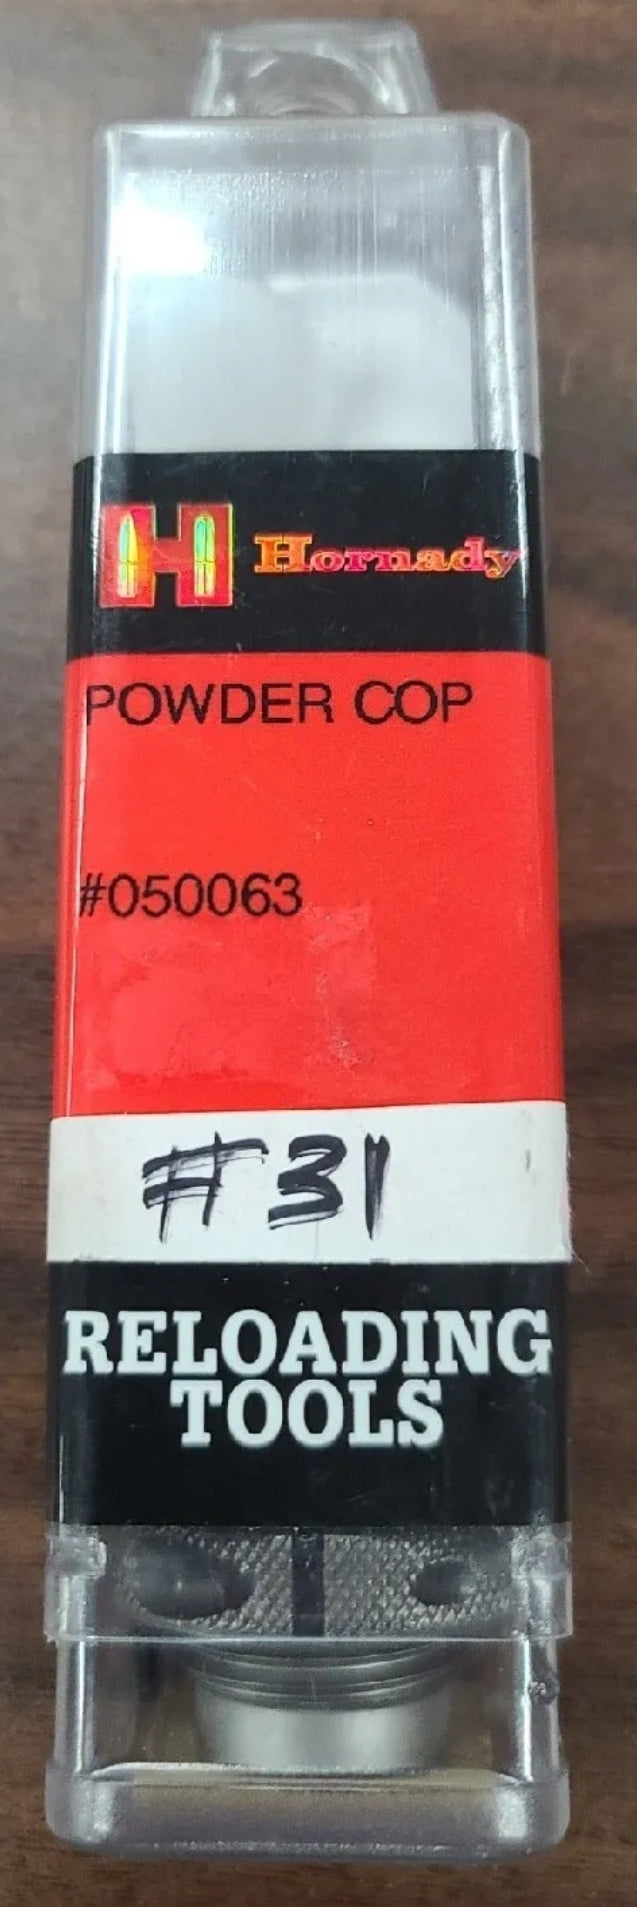 H Hornady
POWDER COP
#050063
#31
RELOADING
TOOLS